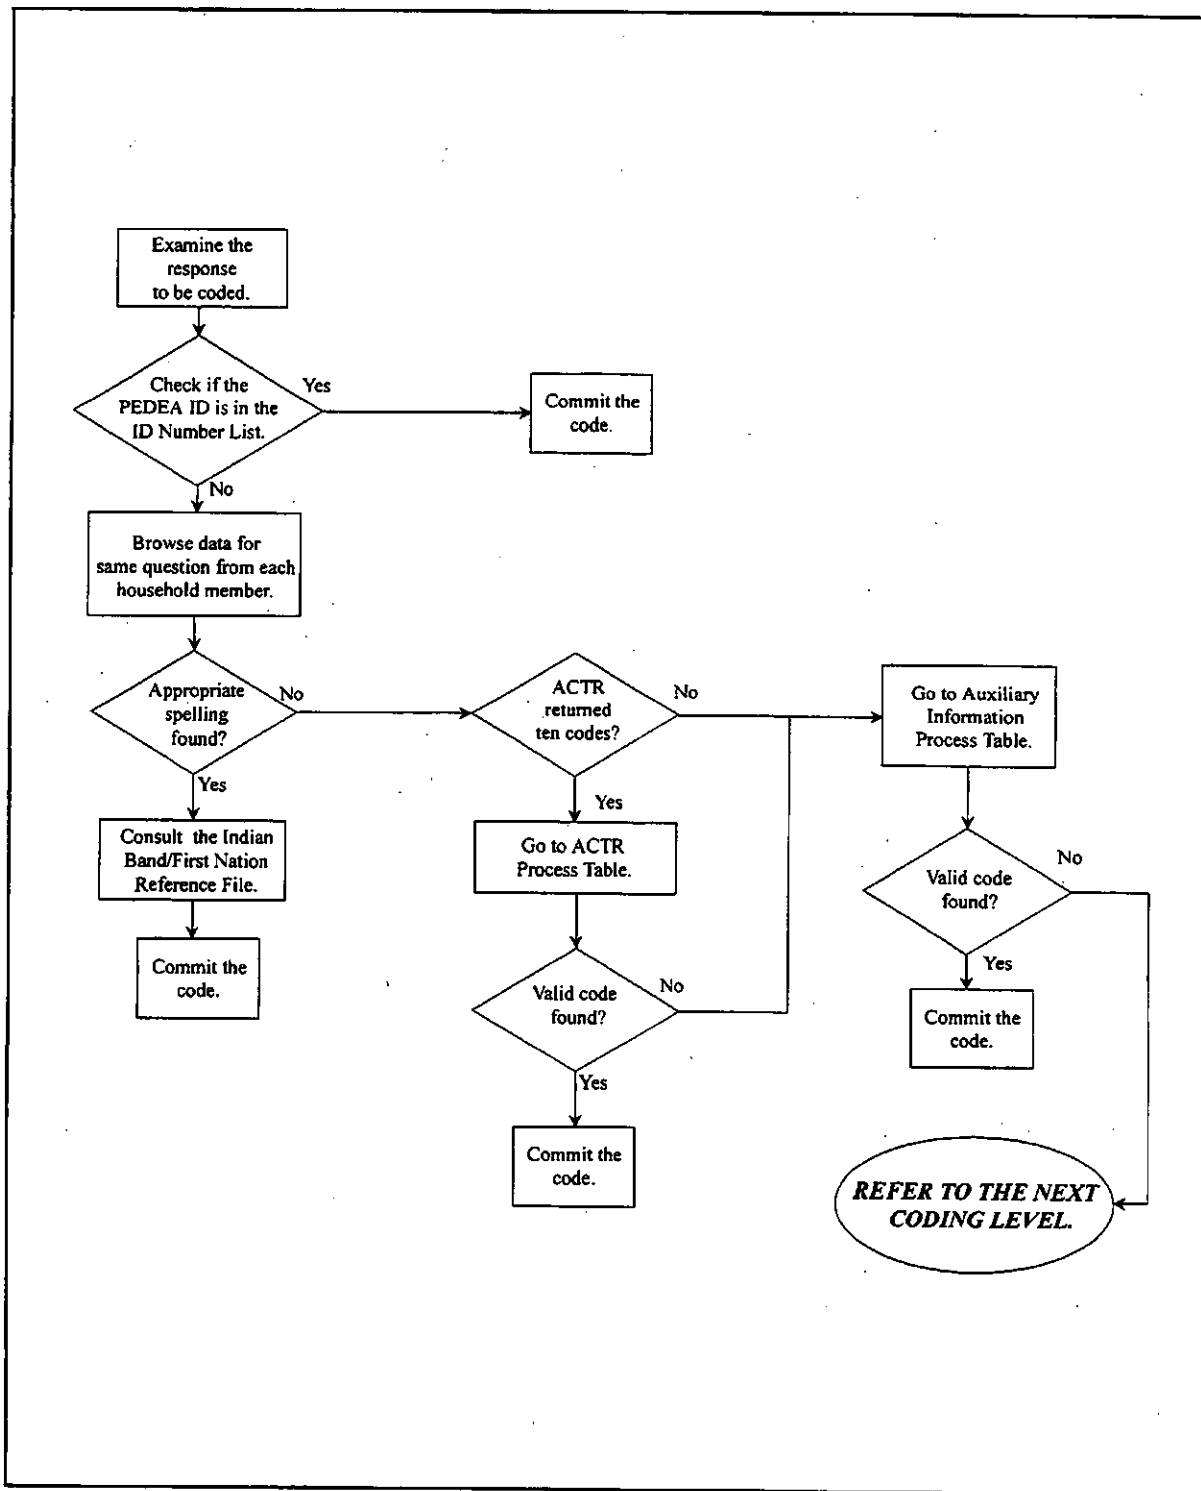 Examine the
response
to be coded.
Check if the
PEDEA ID is in the
ID Number List.
Yes
Commit the
code.
No
Browse data for
same question from each
household member.
Appropriate
spelling
found?
No
ACTR
returned
ten codes?
No
Go to Auxiliary
Information
Process Table.
Yes
Consult the Indian
Band/First Nation
Reference File.
Commit the
code.
Yes
Go to ACTR
Process Table.
Valid code
found?
No
Yes
Commit the
code.
Valid code
found?
No
Yes
Commit the
code.
REFER TO THE NEXT
CODING LEVEL.